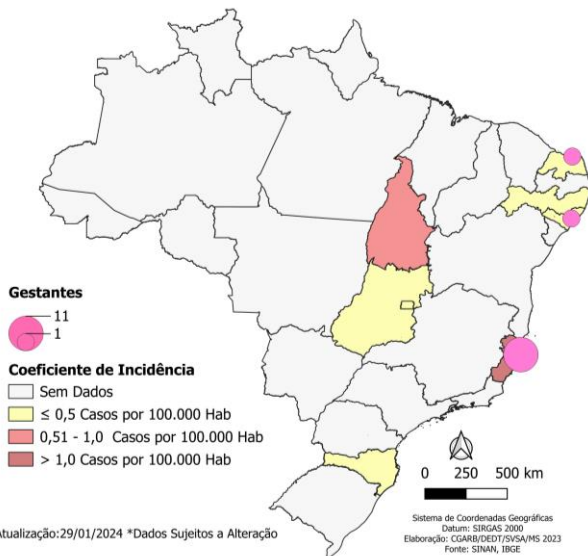 Gestantes
11
1
Coeficiente de Incidência
Sem Dados
≤ 0,5 Casos por 100.000 Hab
0,51 - 1,0 Casos por 100.000 Hab
> 1,0 Casos por 100.000 Hab
0 250 500 km
Sistema de Coordenadas Geográficas
Datum: SIRGAS 2000
Elaboração: CGARB/DEDT/SVSA/MS 2023
Fonte: SINAN, IBGE
Atualização:29/01/2024 *Dados Sujeitos a Alteração